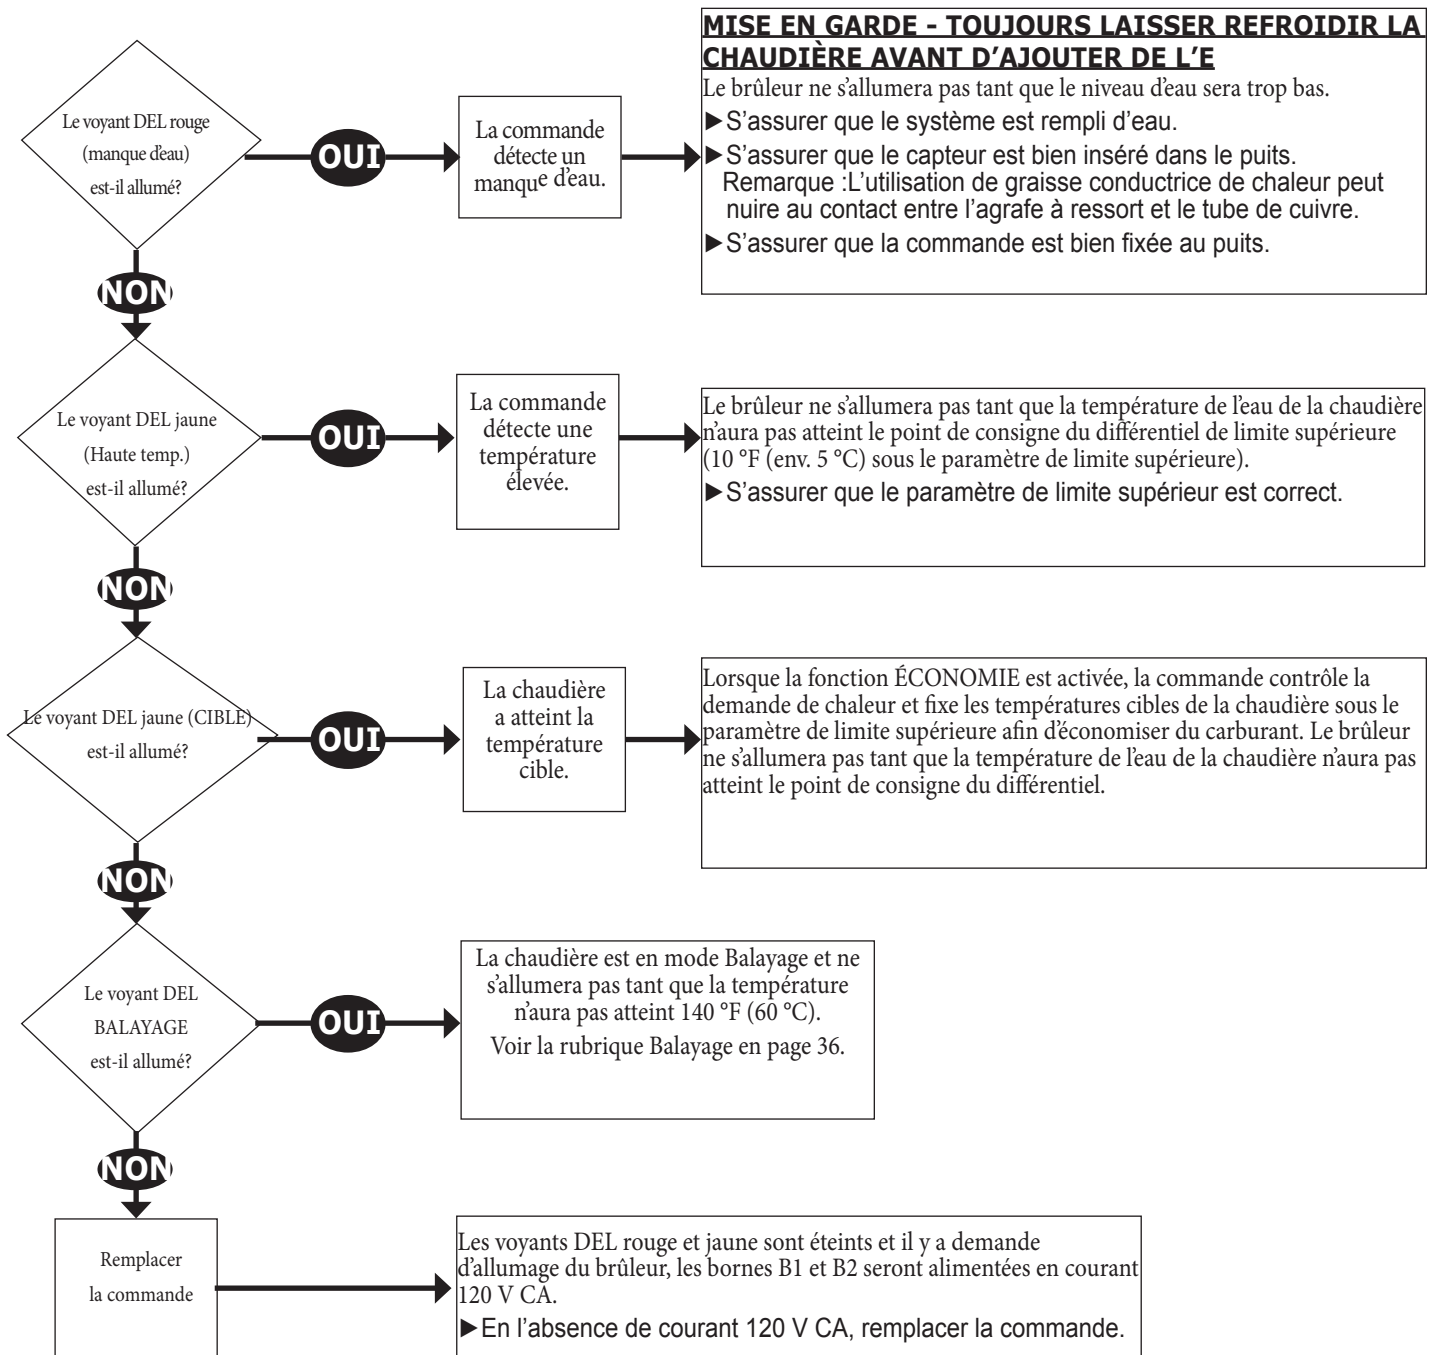 Le voyant DEL rouge
(manque d'eau)
est-il allumé?
OUI
La commande
détecte un
manque d'eau.
MISE EN GARDE - TOUJOURS LAISSER REFROIDIR LA
CHAUDIÈRE AVANT D'AJOUTER DE L'E
Le brûleur ne s'allumera pas tant que le niveau d'eau sera trop bas.
►S'assurer que le système est rempli d'eau.
►S'assurer que le capteur est bien inséré dans le puits.
Remarque :L'utilisation de graisse conductrice de chaleur peut
nuire au contact entre l'agrafe à ressort et le tube de cuivre.
►S'assurer que la commande est bien fixée au puits.
NON
Le voyant DEL jaune
(Haute temp.)
est-il allumé?
OUI
La commande
détecte une
température
élevée.
Le brûleur ne s'allumera pas tant que la température de l'eau de la chaudière
n'aura pas atteint le point de consigne du différentiel de limite supérieure
(10 °F (env. 5 °C) sous le paramètre de limite supérieure).
►S'assurer que le paramètre de limite supérieur est correct.
NON
Le voyant DEL jaune (CIBLE)
est-il allumé?
OUI
La chaudière
a atteint la
température
cible.
Lorsque la fonction ÉCONOMIE est activée, la commande contrôle la
demande de chaleur et fixe les températures cibles de la chaudière sous le
paramètre de limite supérieure afin d'économiser du carburant. Le brûleur
ne s'allumera pas tant que la température de l'eau de la chaudière n'aura pas
atteint le point de consigne du différentiel.
NON
Le voyant DEL
BALAYAGE
est-il allumé?
OUI
La chaudière est en mode Balayage et ne
s'allumera pas tant que la température
n'aura pas atteint 140 °F (60 °C).
Voir la rubrique Balayage en page 36.
NON
Remplacer
la commande
Les voyants DEL rouge et jaune sont éteints et il y a demande
d'allumage du brûleur, les bornes B1 et B2 seront alimentées en courant
120 V CA.
►En l'absence de courant 120 V CA, remplacer la commande.